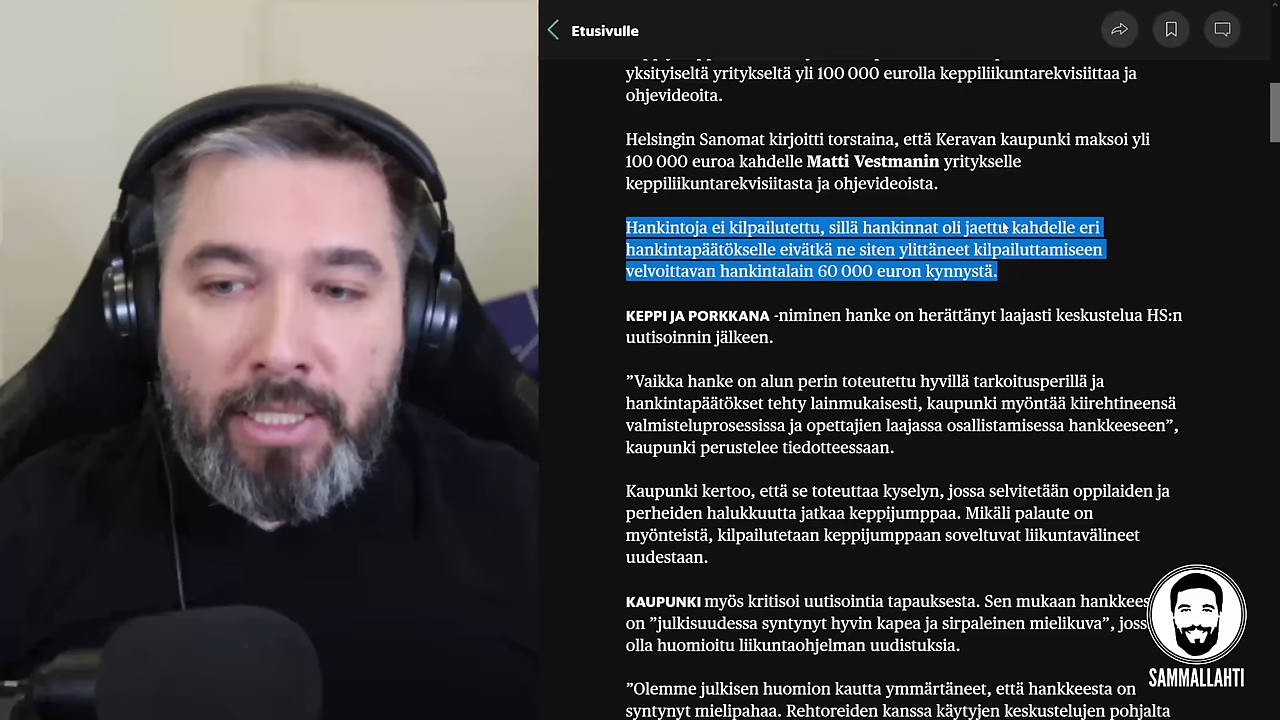 Etusivulle
yksityiseltä yritykseltä yli 100 000 eurolla keppiliikuntarekvisiittaa ja
ohjevideoita.
Helsingin Sanomat kirjoitti torstaina, että Keravan kaupunki maksoi yli
100 000 euroa kahdelle Matti Vestmanin yritykselle
keppiliikuntarekvisiitasta ja ohjevideoista.
Hankintoja ei kilpailutettu, sillä hankinnat oli jaettu kahdelle eri
hankintapäätökselle eivätkä ne siten ylittäneet kilpailuttamiseen
velvoittavan hankintalain 60 000 euron kynnystä.
KEPPI JA PORKKANA -niminen hanke on herättänyt laajasti keskustelua HS:n
uutisoinnin jälkeen.
”Vaikka hanke on alun perin toteutettu hyvillä tarkoitusperillä ja
hankintapäätökset tehty lainmukaisesti, kaupunki myöntää kiirehtineensä
valmisteluprosessissa ja opettajien laajassa osallistamisessa hankkeeseen”,
kaupunki perustelee tiedotteessaan.
Kaupunki kertoo, että se toteuttaa kyselyn, jossa selvitetään oppilaiden ja
perheiden halukkuutta jatkaa keppijumppaa. Mikäli palaute on
myönteistä, kilpailutetaan keppijumppaan soveltuvat liikuntavälineet
uudestaan.
KAUPUNKI myös kritisoi uutisointia tapauksesta. Sen mukaan hankkees
on ”julkisuudessa syntynyt hyvin kapea ja sirpaleinen mielikuva”, joss
olla huomioitu liikuntaohjelman uudistuksia.
”Olemme julkisen huomion kautta ymmärtäneet, että hankkeesta on
syntynyt mielipahaa. Rehtoreiden kanssa käytyjen keskustelujen pohjalta
SAMMALLAHTI